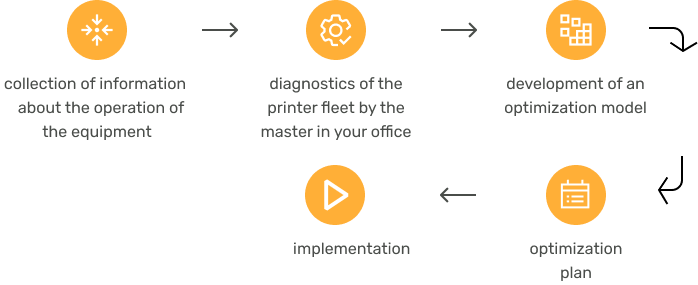 collection of information
about the operation of
the equipment
diagnostics of the
printer fleet by the
master in your office
development of an
optimization model
implementation
optimization
plan